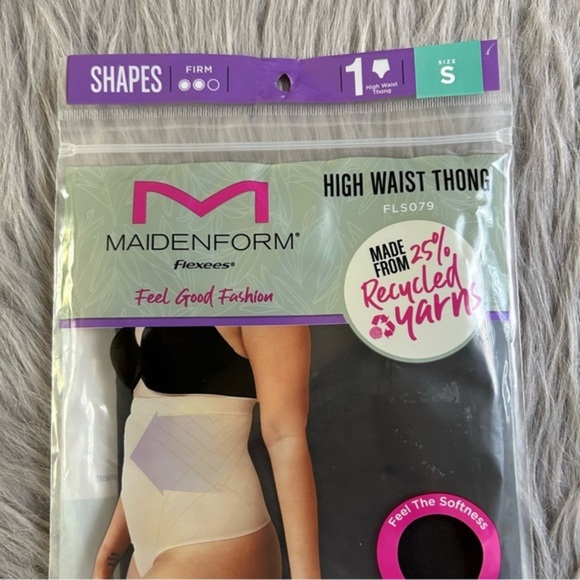 SHAPES
FIRM
1
High Waist
Thong
SIZE
S
M
MAIDENFORM®
flexees®
Feel Good Fashion
HIGH WAIST THONG
FLS079
MADE
FROM 25%
Recycled
yarns
Feel The Softness